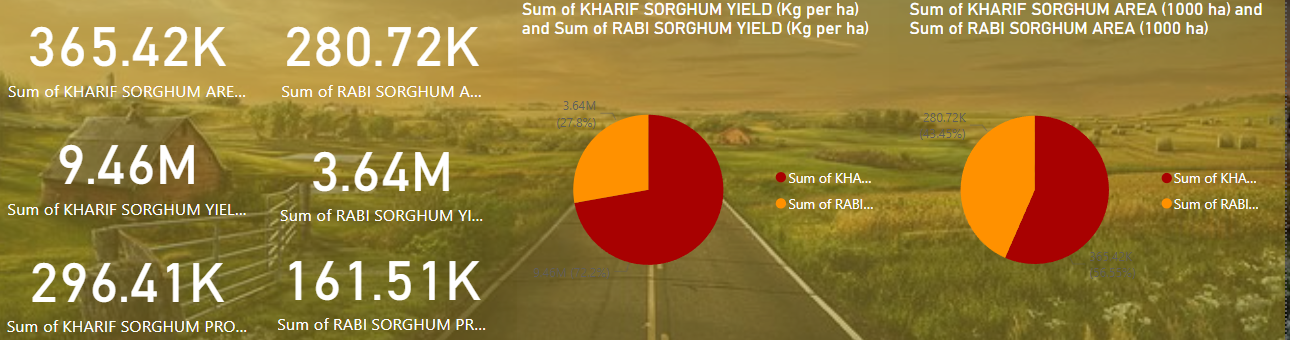 365.42K
Sum of KHARIF SORGHUM ARE...
280.72K
Sum of RABI SORGHUM A...
9.46M
Sum of KHARIF SORGHUM YIEL...
3.64M
Sum of RABI SORGHUM YI...
296.41K
Sum of KHARIF SORGHUM PRO...
161.51K
Sum of RABI SORGHUM PR...
Sum of KHARIF SORGHUM YIELD (Kg per ha)
and Sum of RABI SORGHUM YIELD (Kg per ha)
3.64M
(27.8%)
Sum of KHA...
Sum of RABI...
Sum of KHARIF SORGHUM AREA (1000 ha) and
Sum of RABI SORGHUM AREA (1000 ha)
280.72K
(43.45%)
Sum of KHA...
Sum of RABI...